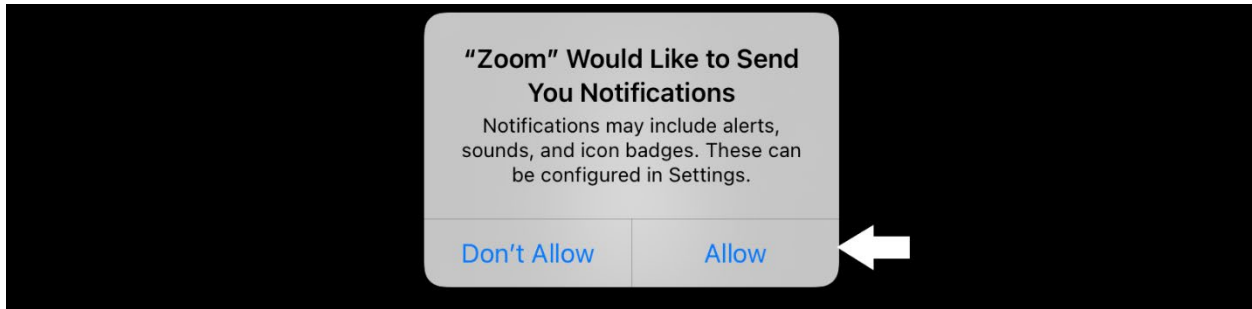 “Zoom” Would Like to Send
You Notifications
Notifications may include alerts,
sounds, and icon badges. These can
be configured in Settings.
Don’t Allow
Allow